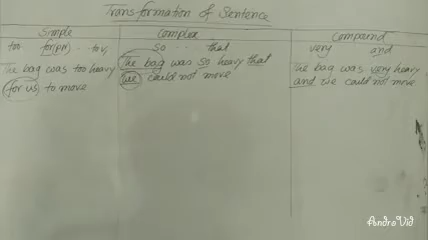 Transformation of Sentence
Simple
Complex
Compound
too for(pr) .. to v1
so .... that
very and
The bag was too heavy
for us to move
The bag was so heavy that
we could not move
The bag was very heavy
and we could not move
AndroVid